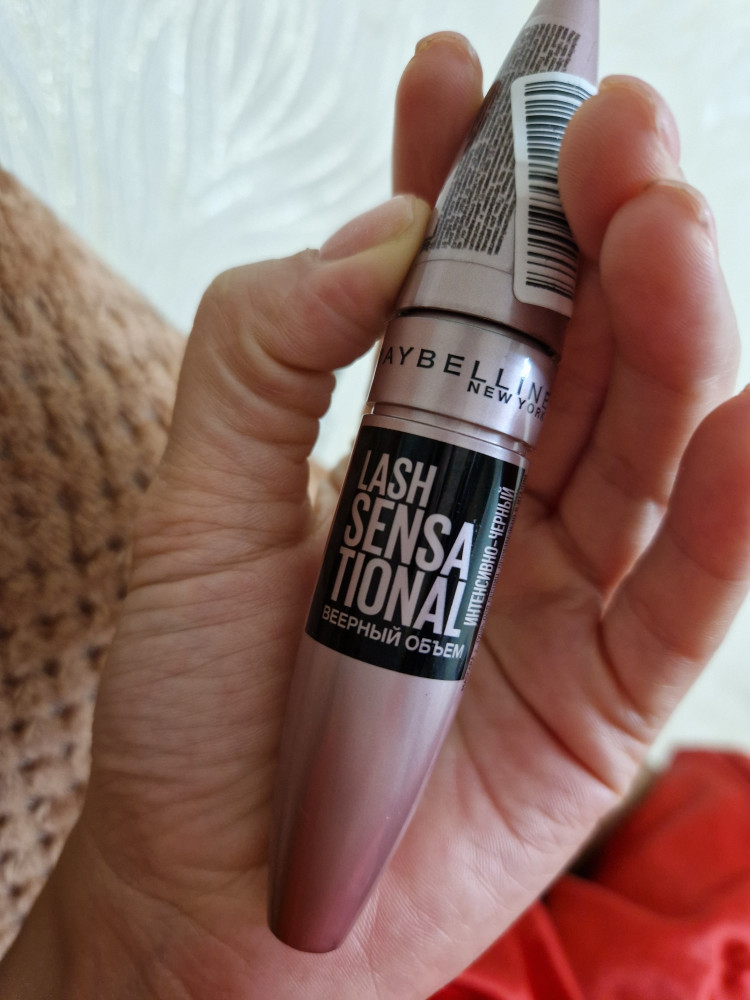 MAYBELLINE
NEW YORK
LASH
SENSA
TIONAL
ВЕЕРНЫЙ ОБЪЕМ
ИНТЕНСИВНО-ЧЕРНЫЙ